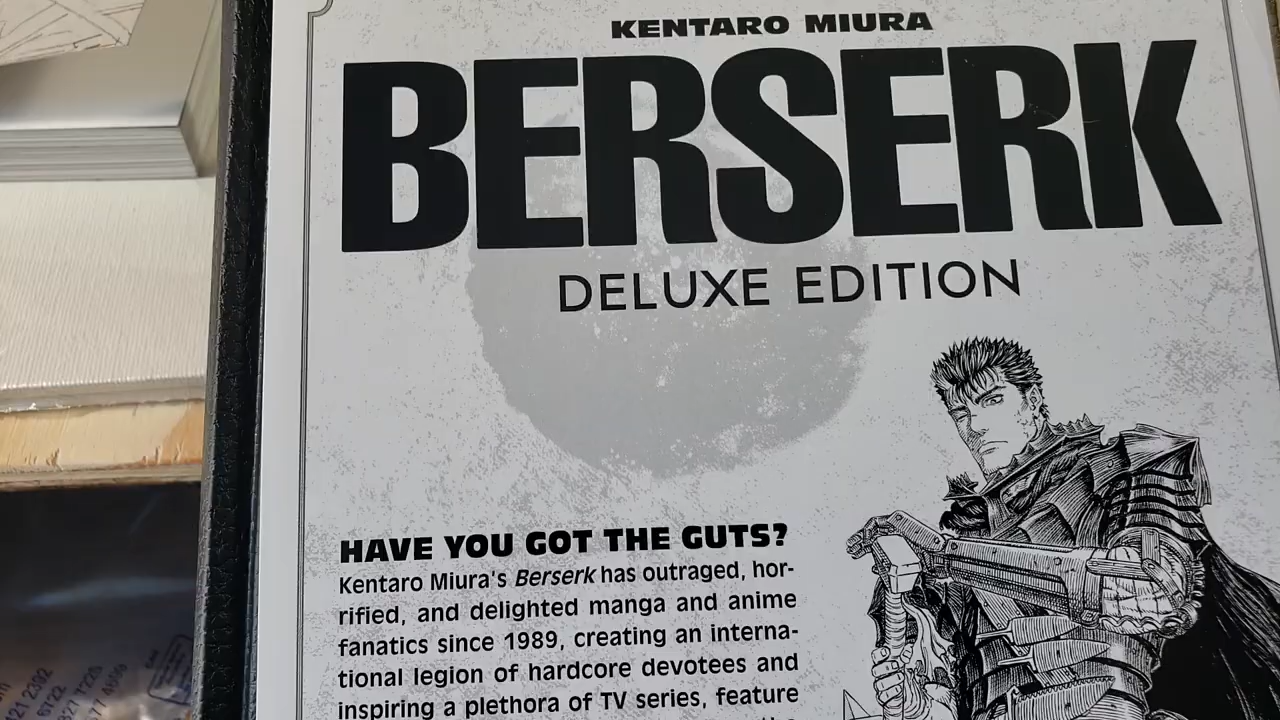 KENTARO MIURA
BERSERK
DELUXE EDITION
HAVE YOU GOT THE GUTS?
Kentaro Miura's Berserk has outraged, hor-
rified, and delighted manga and anime
fanatics since 1989, creating an interna-
tional legion of hardcore devotees and
inspiring a plethora of TV series, feature